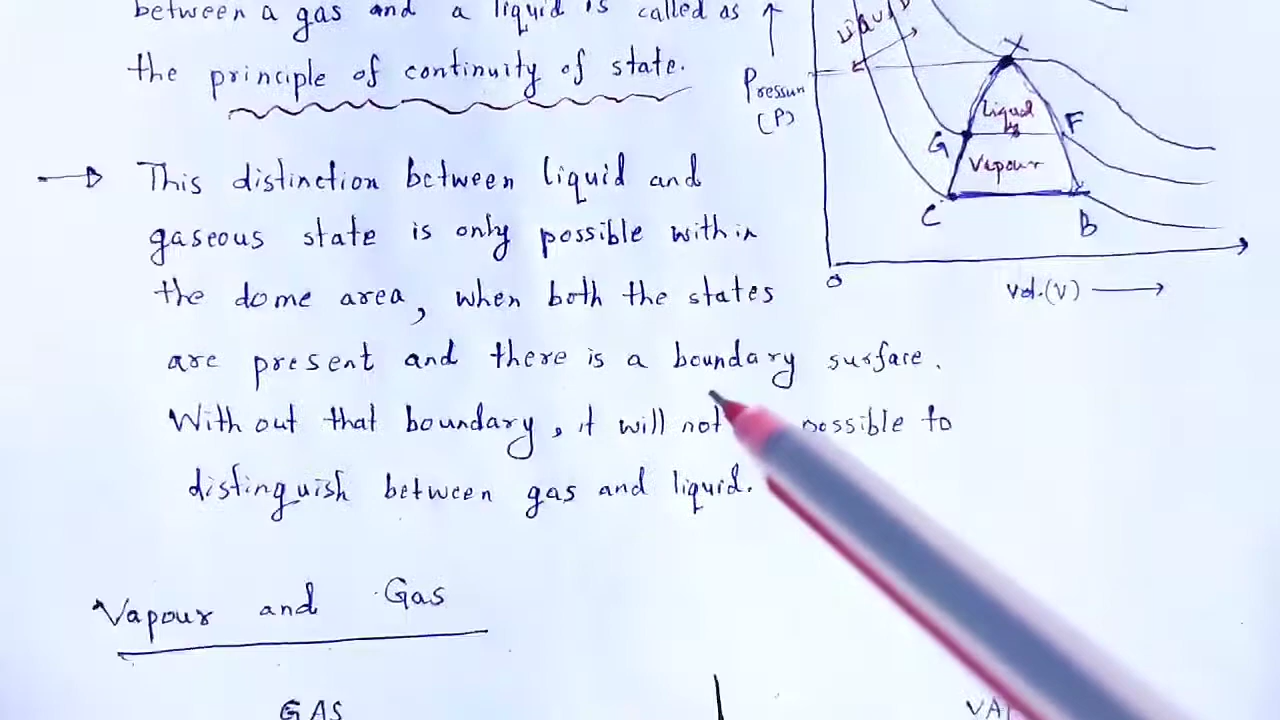 between a gas and a liquid is called as
the principle of continuity of state.
This distinction between liquid and
gaseous state is only possible within
the dome area, when both the states
are present and there is a boundary surface.
With out that boundary, it will not possible to
distinguish between gas and liquid.
Vapour and Gas
GAS
Liquid
X
Pressure
(P)
Liquid
F
G
Vapour
C
B
O
Vol.(V)